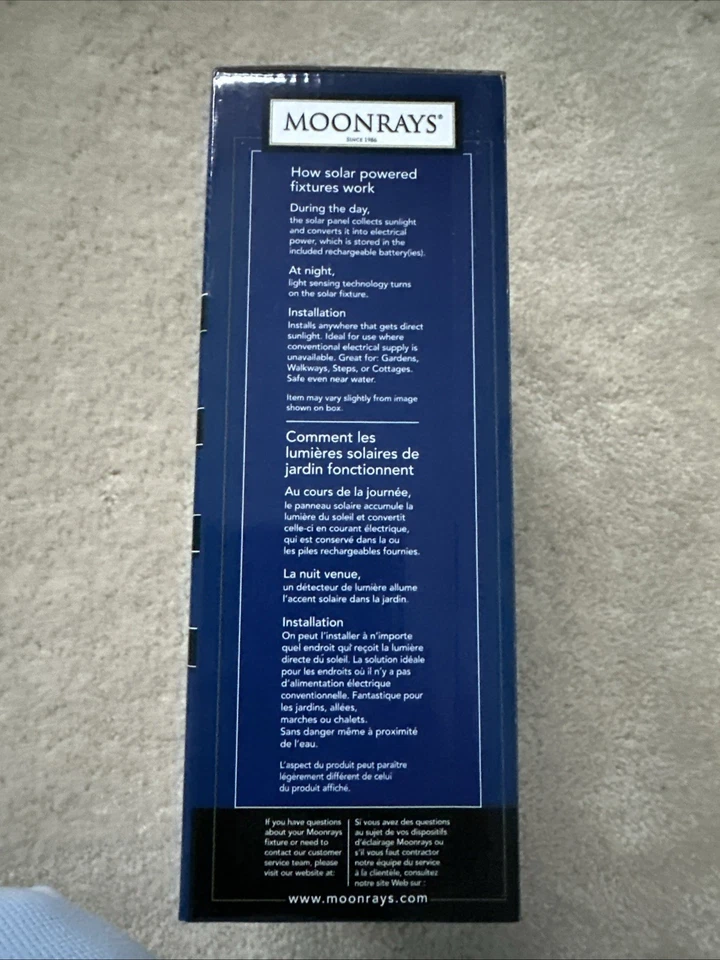 MOONRAYS®
SINCE 1986
How solar powered
fixtures work
During the day,
the solar panel collects sunlight
and converts it into electrical
power, which is stored in the
included rechargeable battery(ies).
At night,
light sensing technology turns
on the solar fixture.
Installation
Installs anywhere that gets direct
sunlight. Ideal for use where
conventional electrical supply is
unavailable. Great for: Gardens,
Walkways, Steps, or Cottages.
Safe even near water.
Item may vary slightly from image
shown on box.
Comment les
lumières solaires de
jardin fonctionnent
Au cours de la journée,
le panneau solaire accumule la
lumière du soleil et convertit
celle-ci en courant électrique,
qui est conservé dans la ou
les piles rechargeables fournies.
La nuit venue,
un détecteur de lumière allume
l'accent solaire dans la jardin.
Installation
On peut l'installer à n'importe
quel endroit qui reçoit la lumière
directe du soleil. La solution idéale
pour les endroits où il n'y a pas
d'alimentation électrique
conventionnelle. Fantastique pour
les jardins, allées,
marches ou chalets.
Sans danger même à proximité
de l'eau.
L'aspect du produit peut paraître
légèrement différent de celui
du produit affiché.
If you have questions
about your Moonrays
fixture or need to
contact our customer
service team, please
visit our website at:
Si vous avez des questions
au sujet de vos dispositifs
d'éclairage Moonrays ou
s'il vous faut contractor
notre équipe du service
à la clientèle, consultez
notre site Web sur :
www.moonrays.com